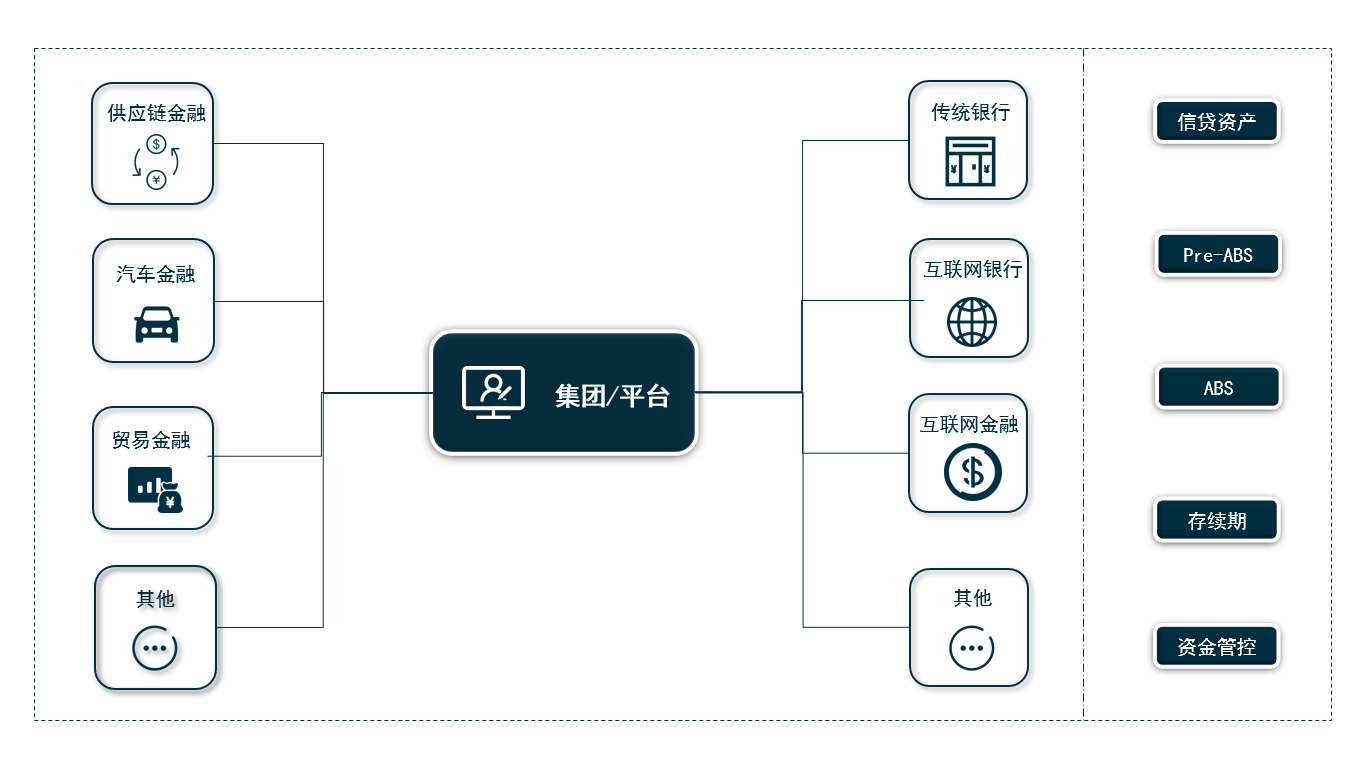 供应链金融
汽车金融
贸易金融
其他
集团/平台
传统银行
互联网银行
互联网金融
其他
信贷资产
Pre-ABS
ABS
存续期
资金管控